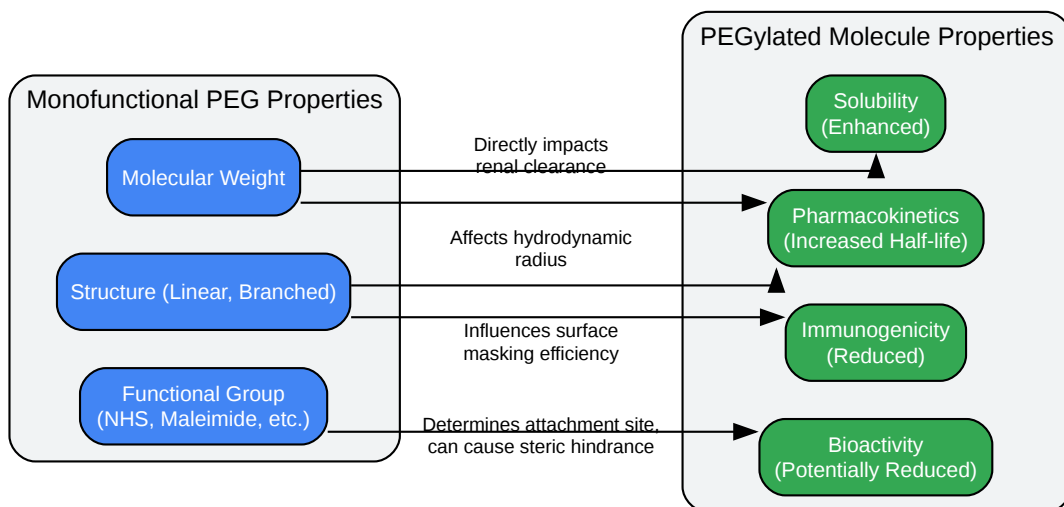 Monofunctional PEG Properties
Molecular Weight
Structure (Linear, Branched)
Functional Group
(NHS, Maleimide, etc.)
Directly impacts
renal clearance
Affects hydrodynamic
radius
Influences surface
masking efficiency
Determines attachment site,
can cause steric hindrance
PEGylated Molecule Properties
Solubility
(Enhanced)
Pharmacokinetics
(Increased Half-life)
Immunogenicity
(Reduced)
Bioactivity
(Potentially Reduced)